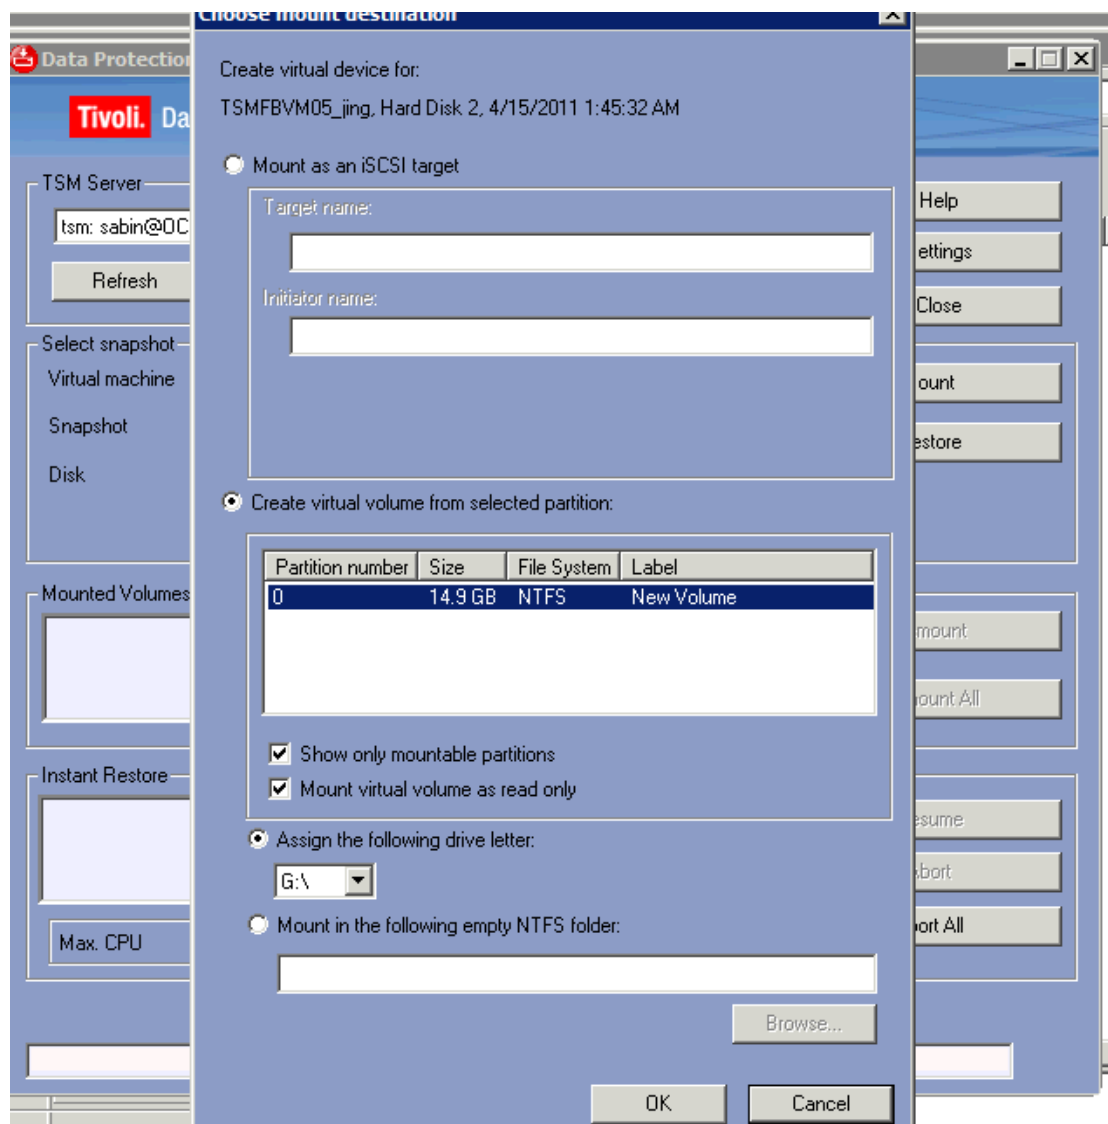 Choose mount destination
Data Protection
Tivoli. Da
Create virtual device for:
TSMFBVM05_jing, Hard Disk 2, 4/15/2011 1:45:32 AM
Mount as an iSCSI target
Target name:
Initiator name:
TSM Server
tsm: sabin@OC
Refresh
Help
ettings
Close
Select snapshot
Virtual machine
Snapshot
Disk
ount
estore
Create virtual volume from selected partition:
Partition number Size File System Label
0 14.9 GB NTFS New Volume
Show only mountable partitions
Mount virtual volume as read only
Mounted Volumes
mount
ount All
Instant Restore
Max. CPU
esume
Abort
ort All
Assign the following drive letter:
G:\
Mount in the following empty NTFS folder:
Browse...
OK Cancel